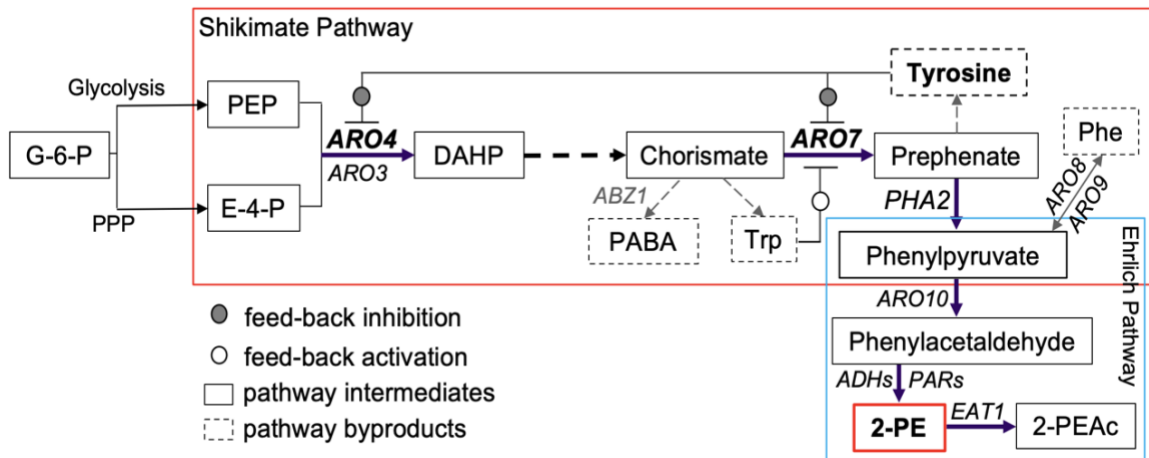 Shikimate Pathway
Glycolysis
PEP
Tyrosine
G-6-P
ARO4
ARO3
DAHP
Chorismate
ARO7
Prephenate
Phe
ARO8
ARO9
PPP
E-4-P
ABZ1
PABA
Trp
PHA2
Phenylpyruvate
Ehrlich Pathway
feed-back inhibition
ARO10
feed-back activation
Phenylacetaldehyde
pathway intermediates
ADHs
PARs
pathway byproducts
2-PE
EAT1
2-PEAc